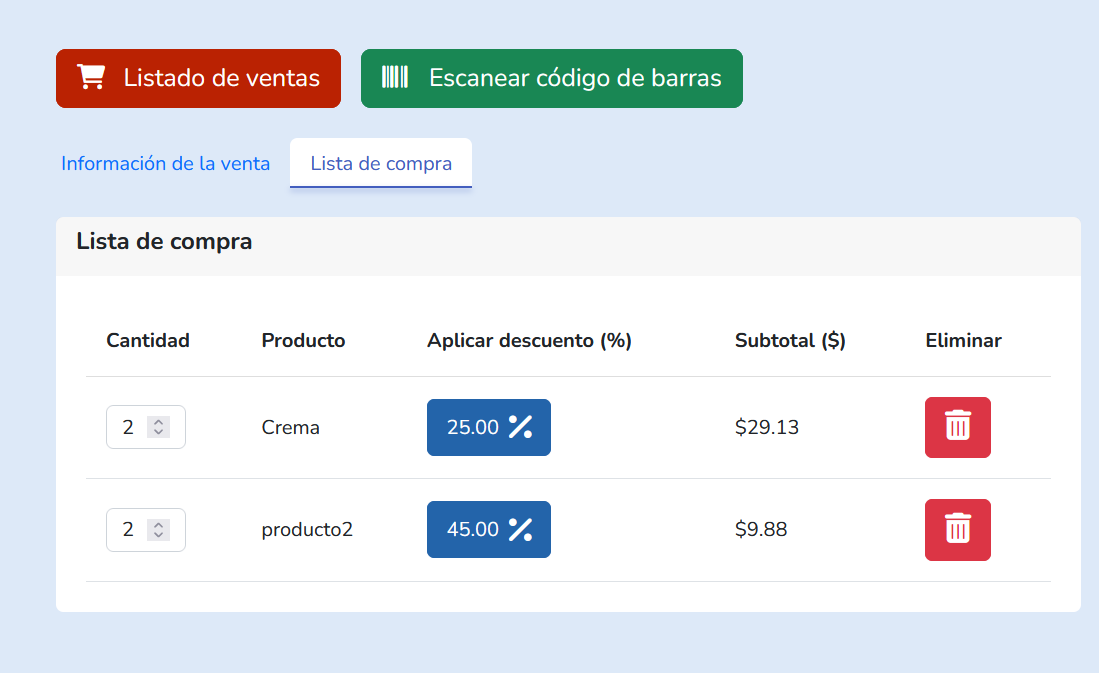 Listado de ventas Escanear código de barras
Información de la venta Lista de compra
Lista de compra
Cantidad Producto Aplicar descuento (%) Subtotal ($) Eliminar
2 Crema 25.00 % $29.13
2 producto2 45.00 % $9.88